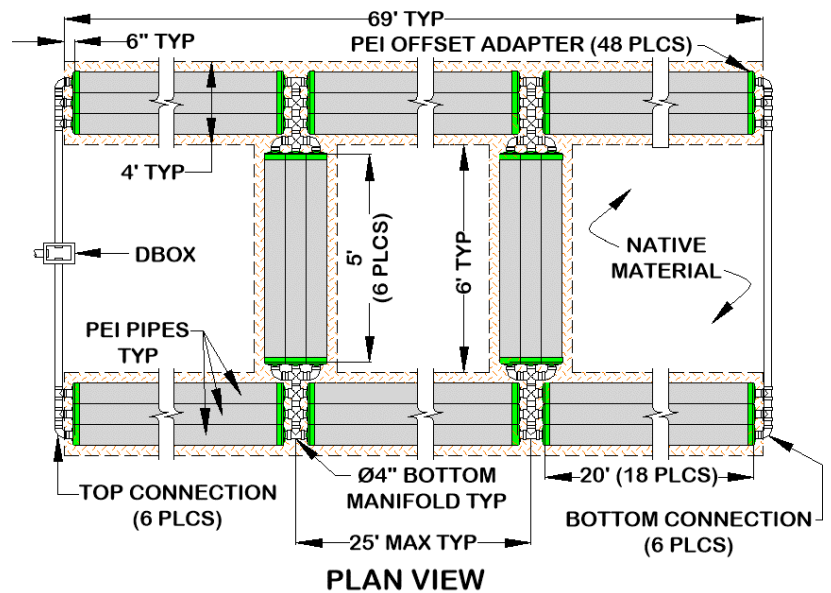 69' TYP
6" TYP
PEI OFFSET ADAPTER (48 PLCS)
4' TYP
5'
(6 PLCS)
6' TYP
DBOX
NATIVE
MATERIAL
PEI PIPES
TYP
Ø4" BOTTOM
MANIFOLD TYP
20' (18 PLCS)
TOP CONNECTION
(6 PLCS)
BOTTOM CONNECTION
(6 PLCS)
25' MAX TYP
PLAN VIEW